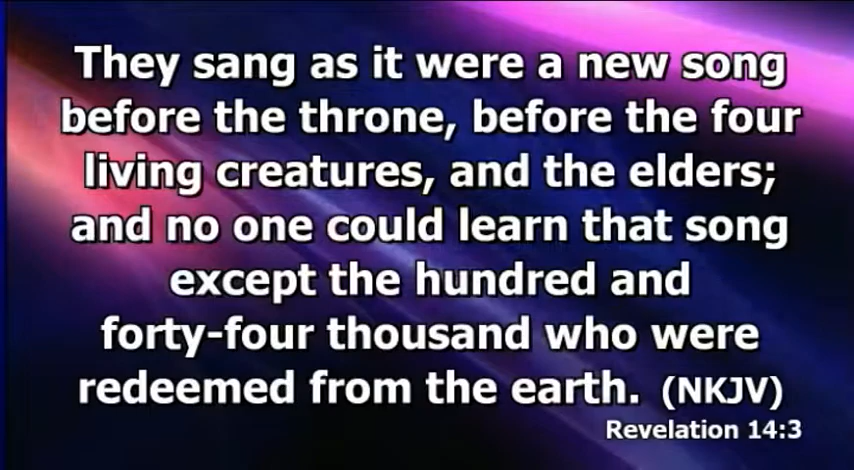 They sang as it were a new song
before the throne, before the four
living creatures, and the elders;
and no one could learn that song
except the hundred and
forty-four thousand who were
redeemed from the earth. (NKJV)
Revelation 14:3